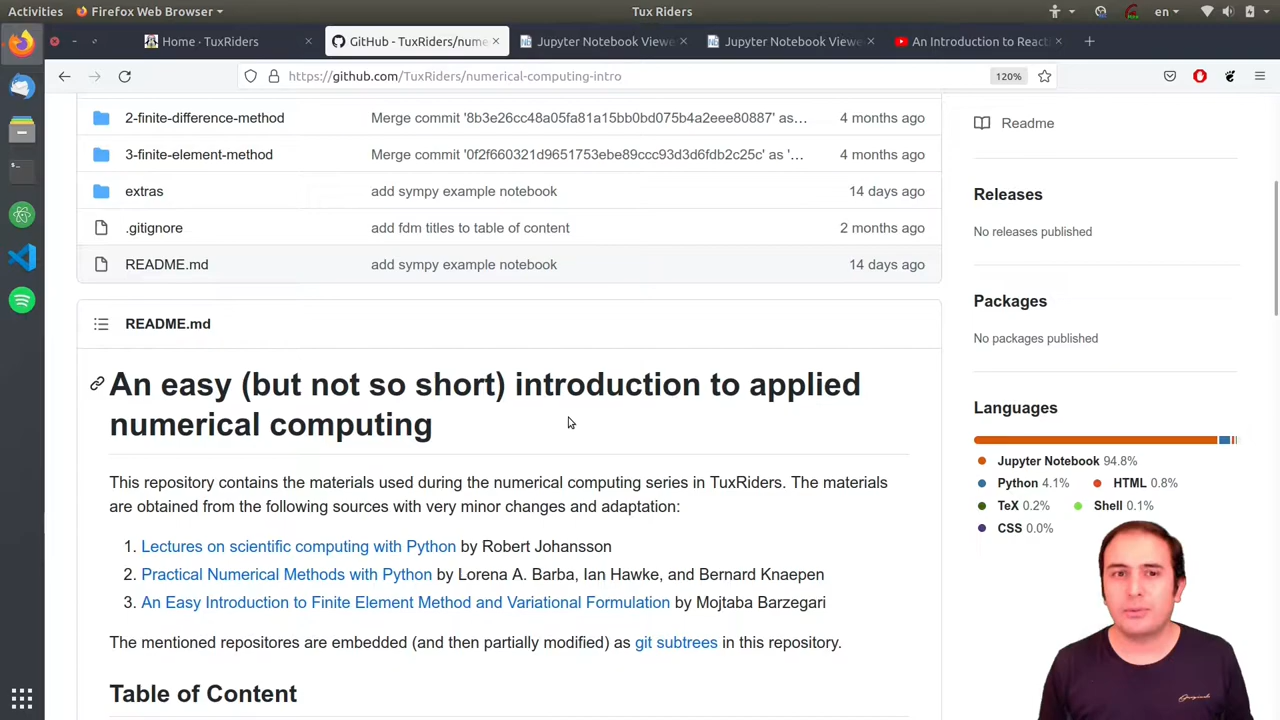 Activities
Firefox Web Browser
Tux Riders
en
Home · TuxRiders
GitHub - TuxRiders/nume
Jupyter Notebook Viewe
Jupyter Notebook Viewe
An Introduction to React
https://github.com/TuxRiders/numerical-computing-intro
120%
2-finite-difference-method
Merge commit '8b3e26cc48a05fa81a15bb0bd075b4a2eee80887' as…
4 months ago
3-finite-element-method
Merge commit '0f2f660321d9651753ebe89ccc93d3d6fdb2c25c' as '…
4 months ago
extras
add sympy example notebook
14 days ago
.gitignore
add fdm titles to table of content
2 months ago
README.md
add sympy example notebook
14 days ago
README.md
An easy (but not so short) introduction to applied
numerical computing
This repository contains the materials used during the numerical computing series in TuxRiders. The materials
are obtained from the following sources with very minor changes and adaptation:
1. Lectures on scientific computing with Python by Robert Johansson
2. Practical Numerical Methods with Python by Lorena A. Barba, Ian Hawke, and Bernard Knaepen
3. An Easy Introduction to Finite Element Method and Variational Formulation by Mojtaba Barzegari
The mentioned repositores are embedded (and then partially modified) as git subtrees in this repository.
Table of Content
Readme
Releases
No releases published
Packages
No packages published
Languages
Jupyter Notebook 94.8%
Python 4.1%
HTML 0.8%
TeX 0.2%
Shell 0.1%
CSS 0.0%